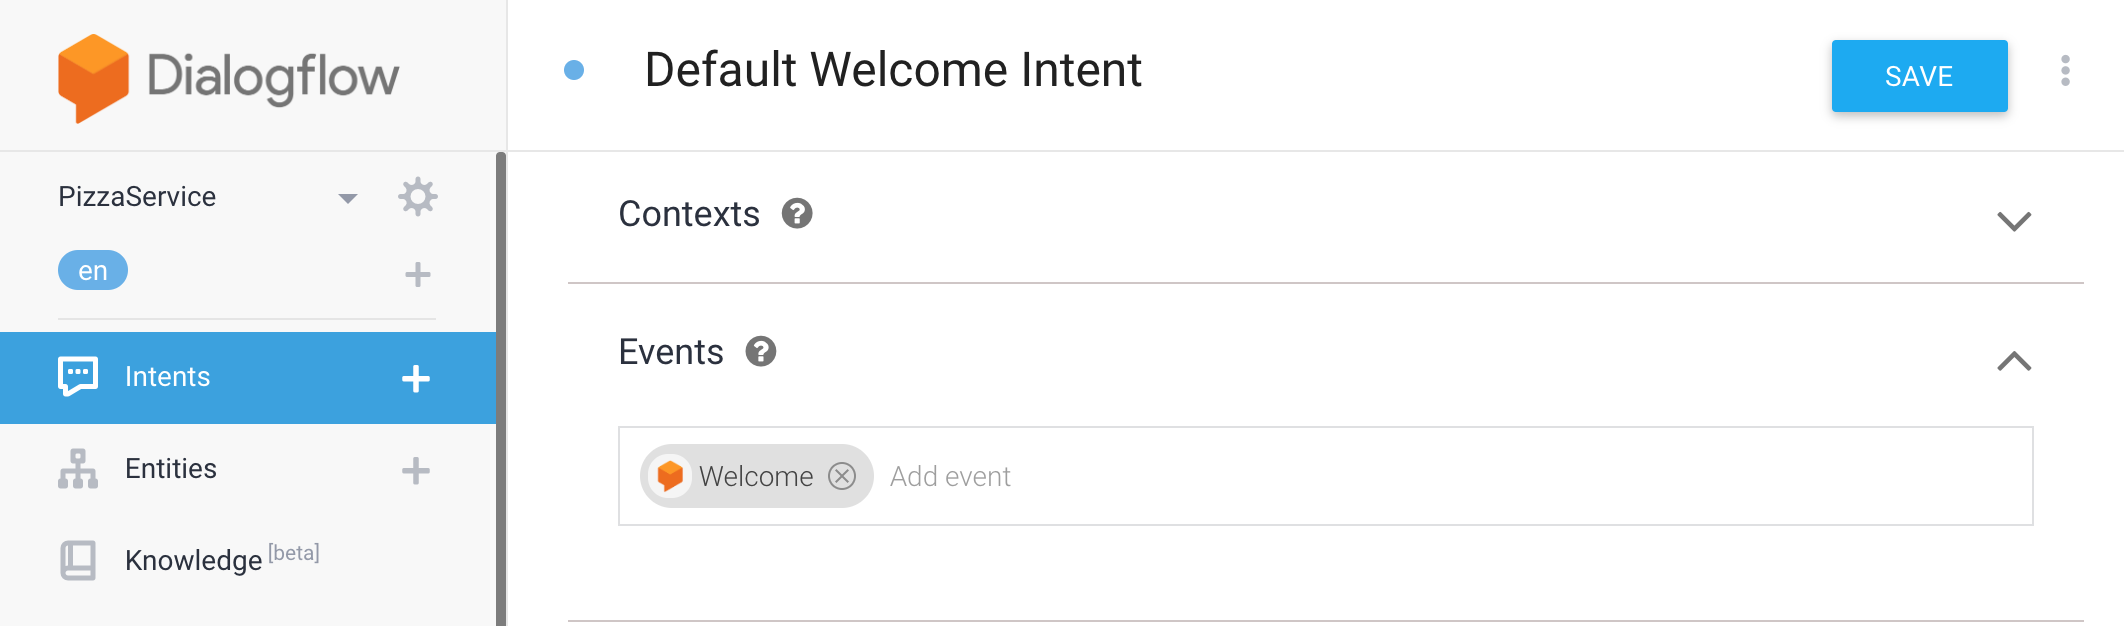 Dialogflow
PizzaService
en
Intents
Entities
Knowledge [beta]
Default Welcome Intent
SAVE
Contexts ?
Events ?
Welcome Add event